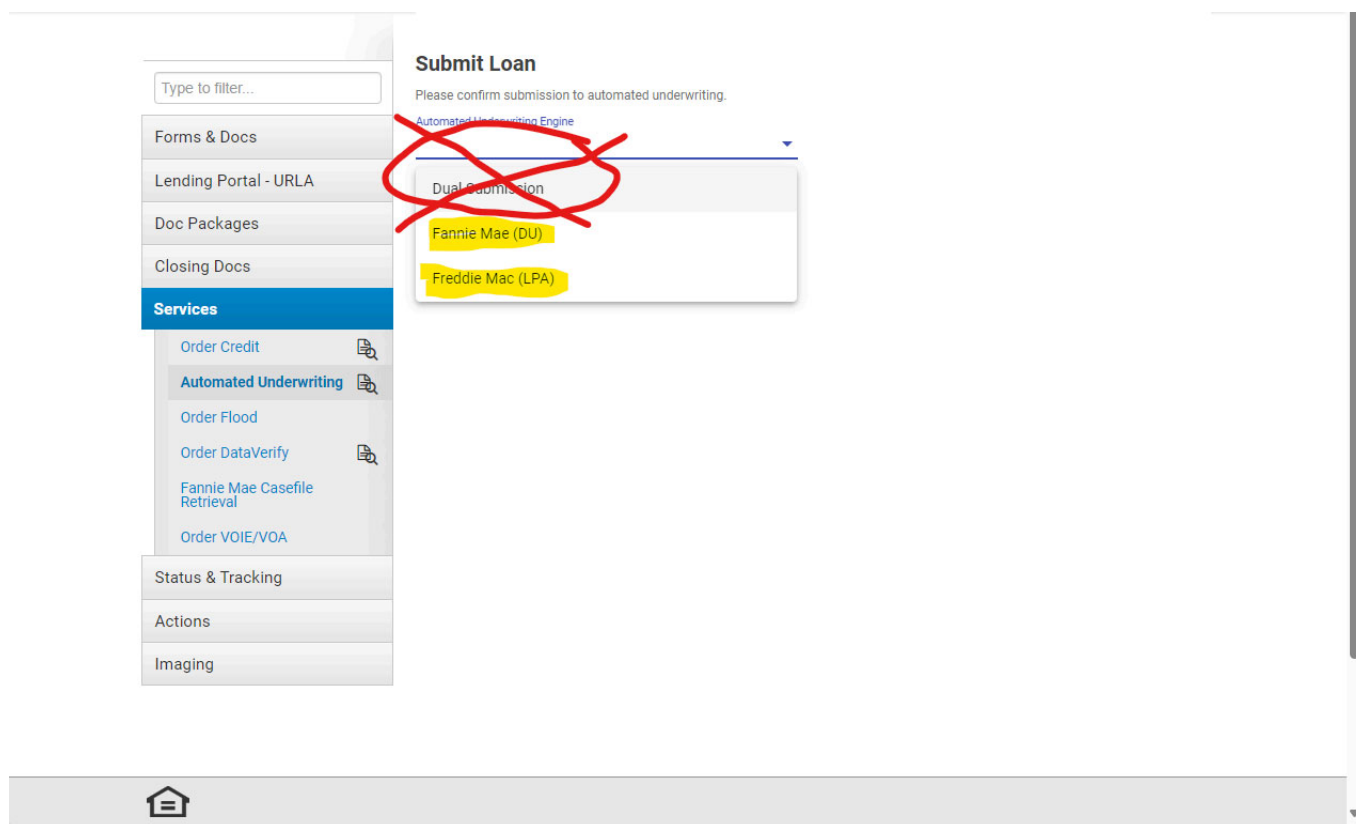 Submit Loan
Type to filter...
Please confirm submission to automated underwriting.
Automated Underwriting Engine
Forms & Docs
Lending Portal - URLA
Dual Submission
Doc Packages
Fannie Mae (DU)
Closing Docs
Freddie Mac (LPA)
Services
Order Credit
Automated Underwriting
Order Flood
Order DataVerify
Fannie Mae Casefile
Retrieval
Order VOIE/VOA
Status & Tracking
Actions
Imaging